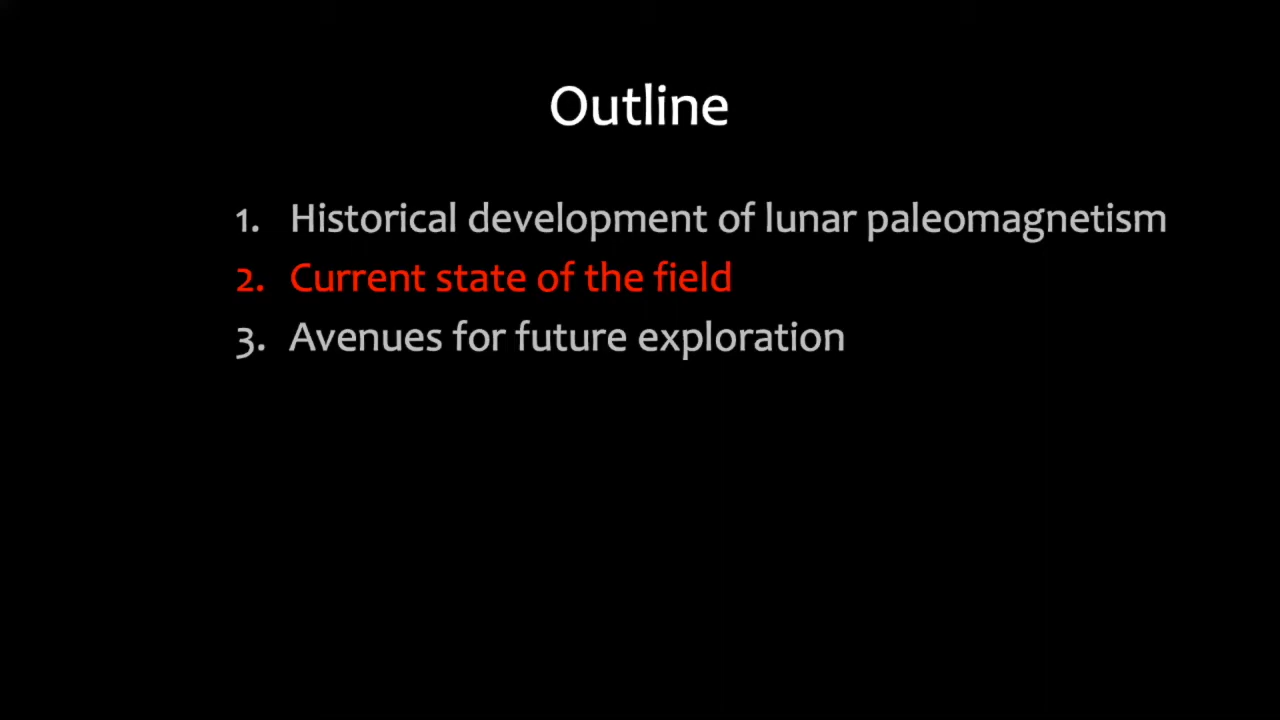 Outline
1. Historical development of lunar paleomagnetism
2. Current state of the field
3. Avenues for future exploration